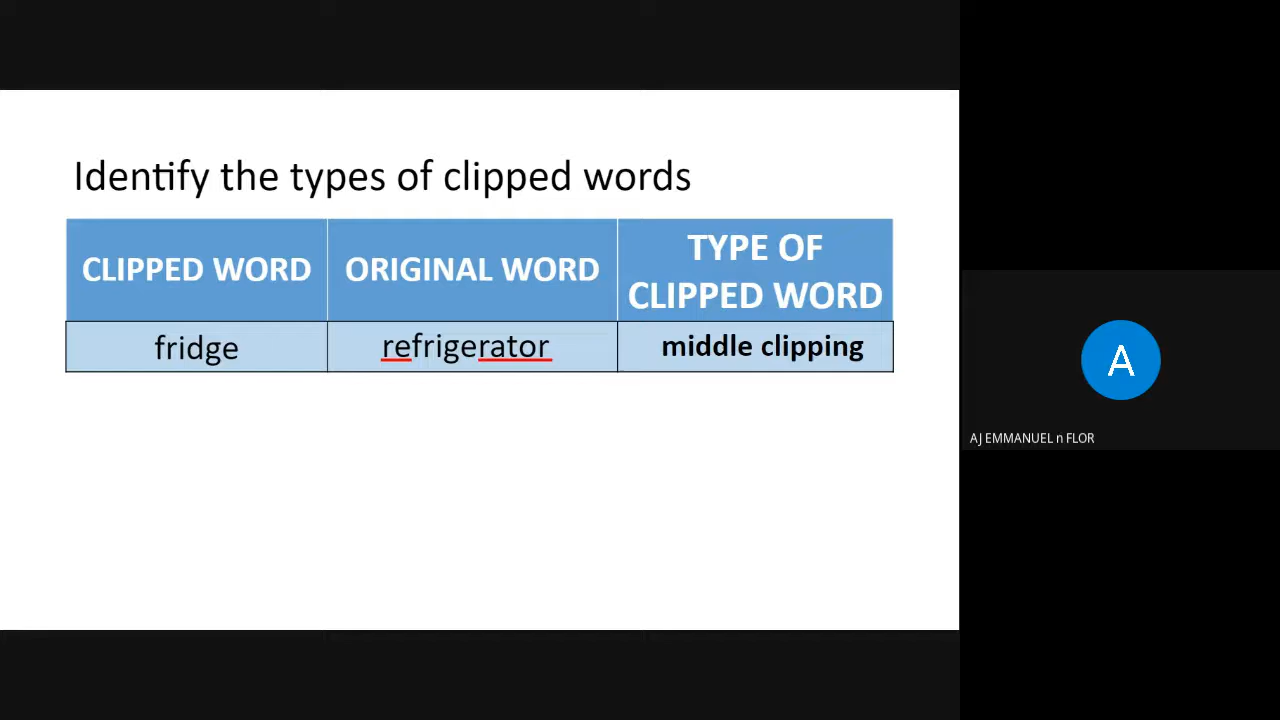 Identify the types of clipped words
CLIPPED WORD
ORIGINAL WORD
TYPE OF
CLIPPED WORD
fridge
refrigerator
middle clipping
A
AJ EMMANUEL n FLOR